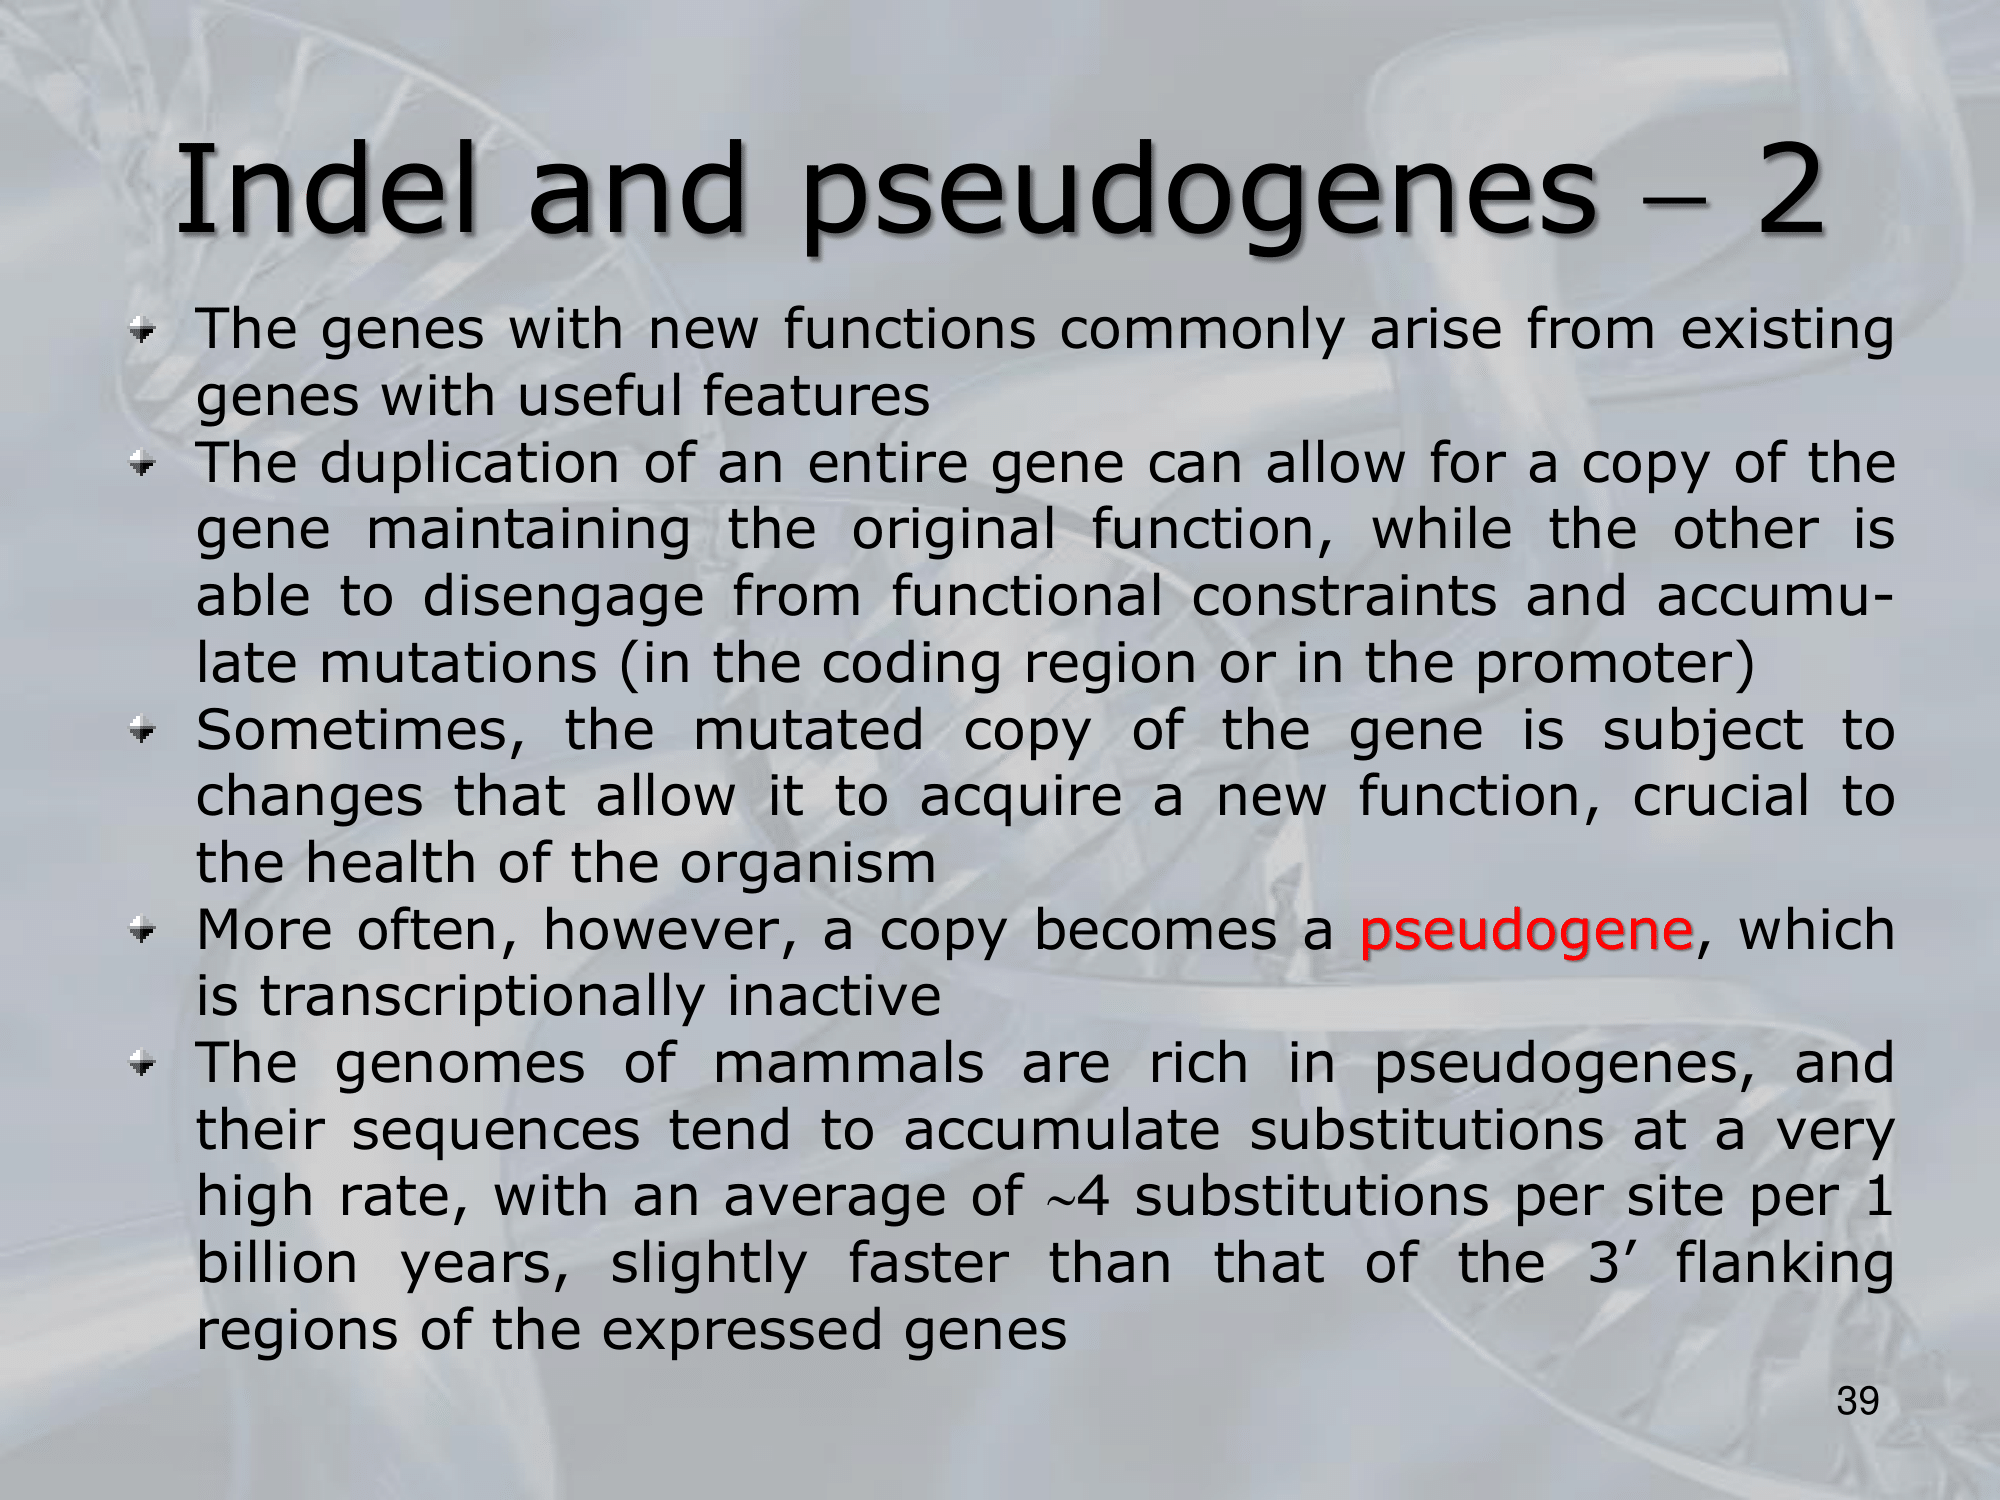 Indel and pseudogenes – 2
The genes with new functions commonly arise from existing
genes with useful features
The duplication of an entire gene can allow for a copy of the
gene maintaining the original function, while the other is
able to disengage from functional constraints and accumu-
late mutations (in the coding region or in the promoter)
Sometimes, the mutated copy of the gene is subject to
changes that allow it to acquire a new function, crucial to
the health of the organism
More often, however, a copy becomes a pseudogene, which
is transcriptionally inactive
The genomes of mammals are rich in pseudogenes, and
their sequences tend to accumulate substitutions at a very
high rate, with an average of ~4 substitutions per site per 1
billion years, slightly faster than that of the 3’ flanking
regions of the expressed genes
39